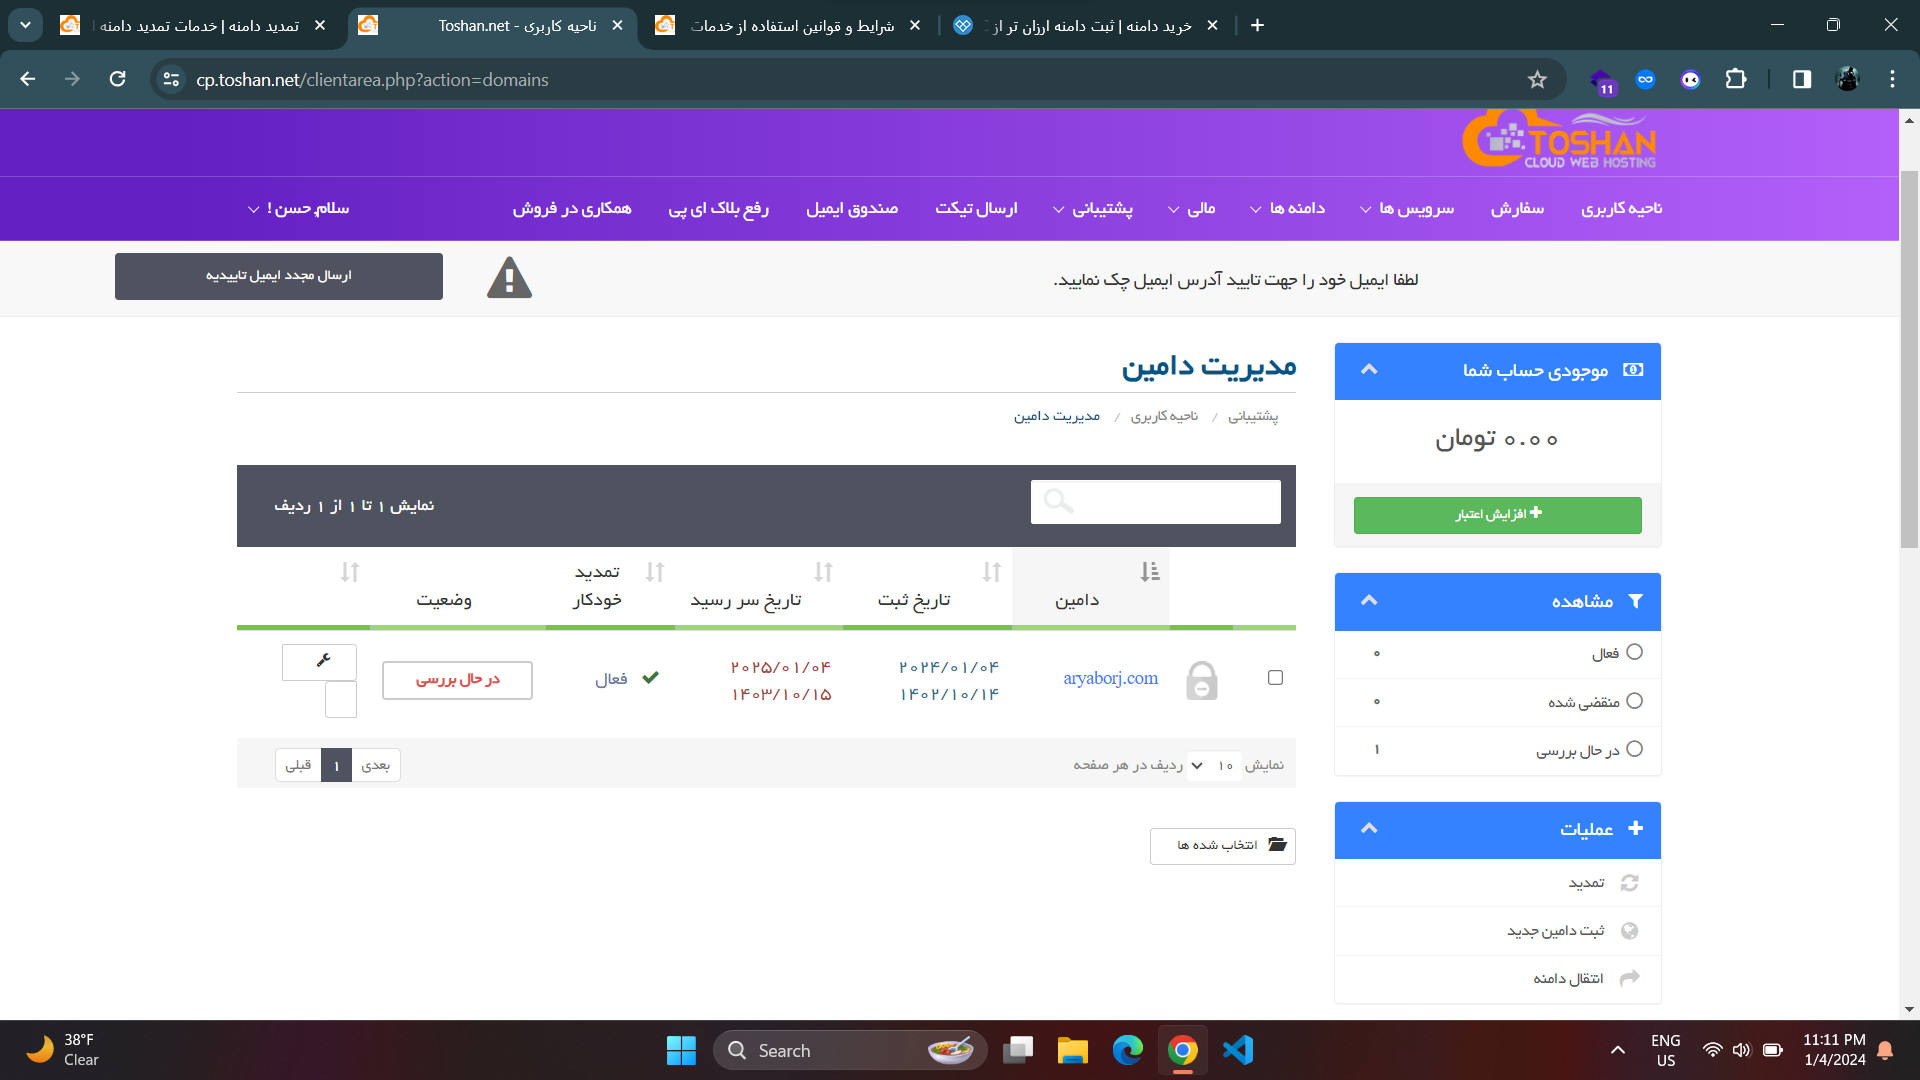 تمدید دامنه | خدمات تمدید دامنه
ناحیه کاربری - Toshan.net
شرایط و قوانین استفاده از خدمات
خرید دامنه | ثبت دامنه ارزان تر از
cp.toshan.net/clientarea.php?action=domains
11
TOSHAN
CLOUD WEB HOSTING
ناحیه کاربری
سفارش
سرویس ها
دامنه ها
مالی
پشتیبانی
ارسال تیکت
صندوق ایمیل
رفع بلاک ای پی
همکاری در فروش
سلام, حسن !
لطفا ایمیل خود را جهت تایید آدرس ایمیل چک نمایید.
ارسال مجدد ایمیل تاییدیه
موجودی حساب شما
۰.۰۰ تومان
افزایش اعتبار
مشاهده
فعال ۰
منقضی شده ۰
در حال بررسی ۱
عملیات
تمدید
ثبت دامین جدید
انتقال دامنه
مدیریت دامین
پشتیبانی / ناحیه کاربری / مدیریت دامین
نمایش ۱ تا ۱ از ۱ ردیف
دامین
تاریخ ثبت
تاریخ سر رسید
تمدید
خودکار
وضعیت
aryaborj.com
۲۰۲۴/۰۱/۰۴
۱۴۰۲/۱۰/۱۴
۲۰۲۵/۰۱/۰۴
۱۴۰۳/۱۰/۱۵
فعال
در حال بررسی
نمایش ۱۰ ردیف در هر صفحه
بعدی ۱ قبلی
انتخاب شده ها
38°F
Clear
Search
ENG
US
11:11 PM
1/4/2024